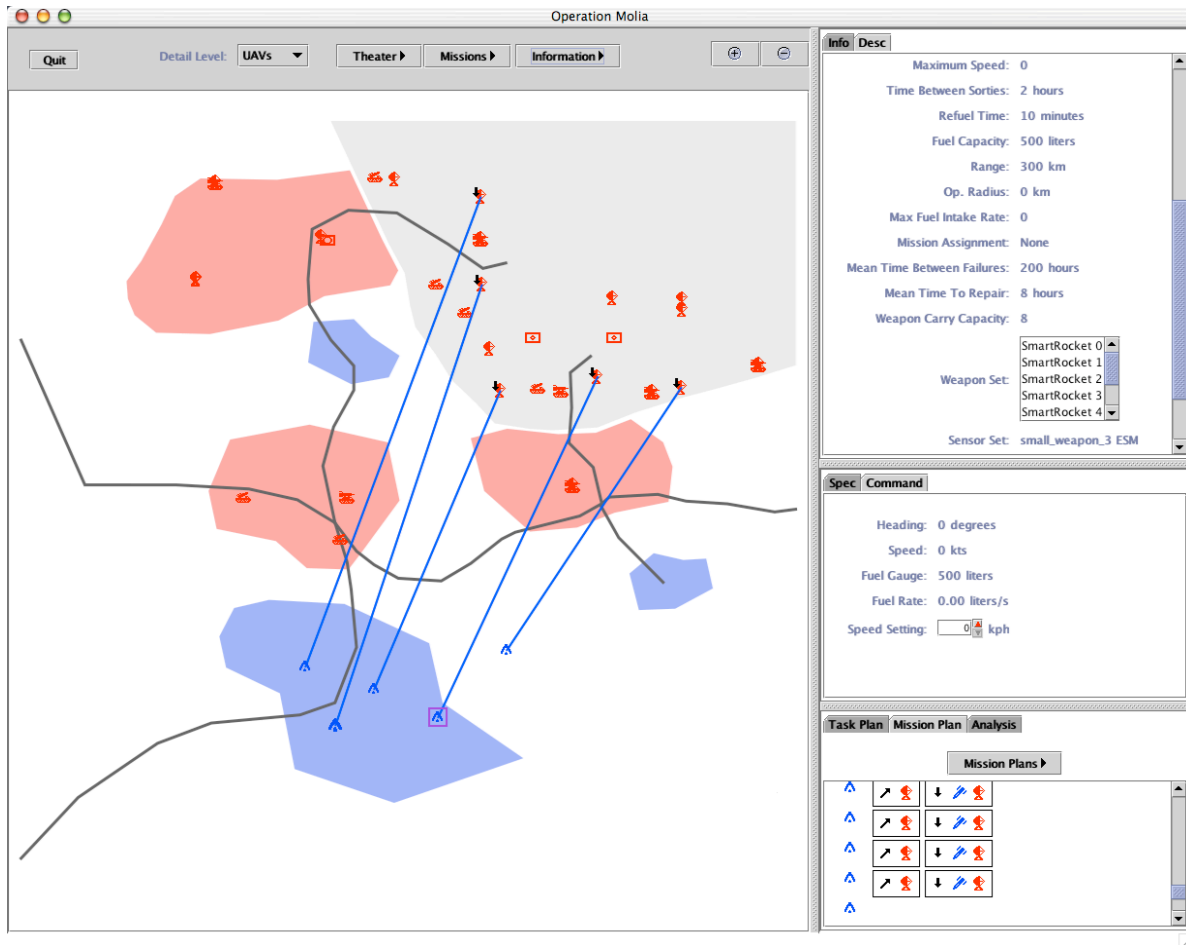 Operation Molia
Quit
Detail Level: UAVs
Theater
Missions
Information
Info Desc
Maximum Speed: 0
Time Between Sorties: 2 hours
Refuel Time: 10 minutes
Fuel Capacity: 500 liters
Range: 300 km
Op. Radius: 0 km
Max Fuel Intake Rate: 0
Mission Assignment: None
Mean Time Between Failures: 200 hours
Mean Time To Repair: 8 hours
Weapon Carry Capacity: 8
Weapon Set:
SmartRocket 0
SmartRocket 1
SmartRocket 2
SmartRocket 3
SmartRocket 4
Sensor Set: small_weapon_3 ESM
Spec Command
Heading: 0 degrees
Speed: 0 kts
Fuel Gauge: 500 liters
Fuel Rate: 0.00 liters/s
Speed Setting: 0 kph
Task Plan Mission Plan Analysis
Mission Plans